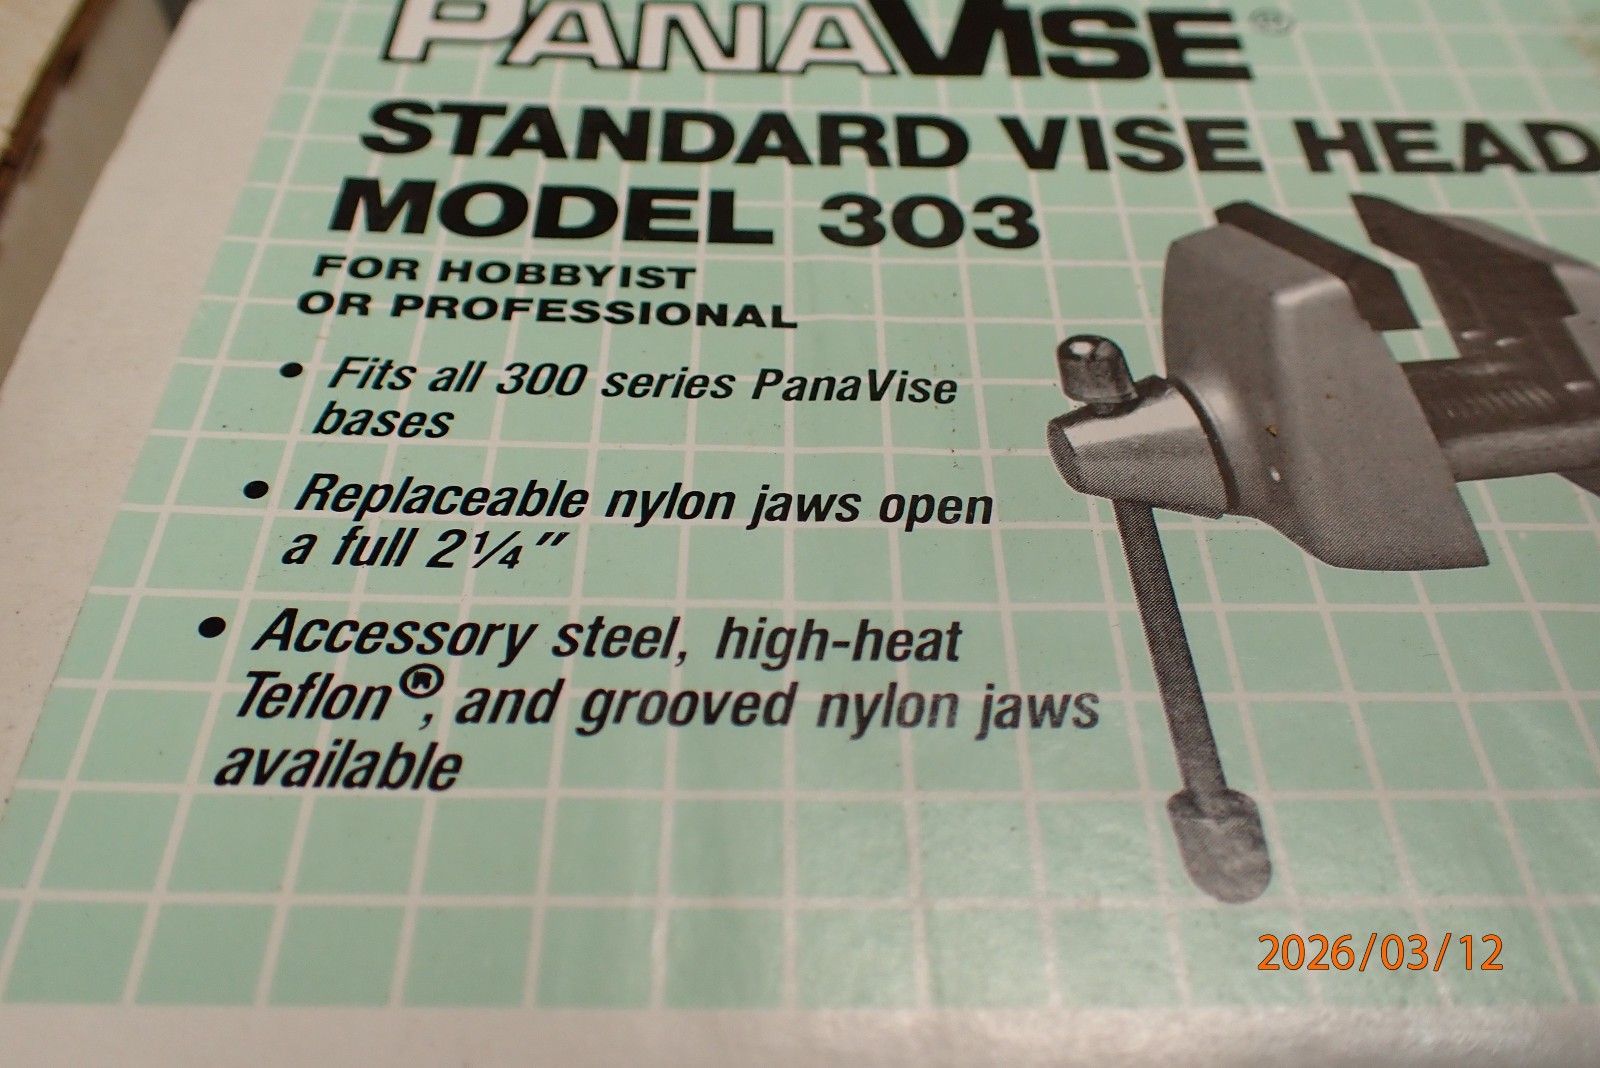 PANAVISE®
STANDARD VISE HEAD
MODEL 303
FOR HOBBYIST
OR PROFESSIONAL
• Fits all 300 series PanaVise
bases
• Replaceable nylon jaws open
a full 2¼"
• Accessory steel, high-heat
Teflon®, and grooved nylon jaws
available
2026/03/12